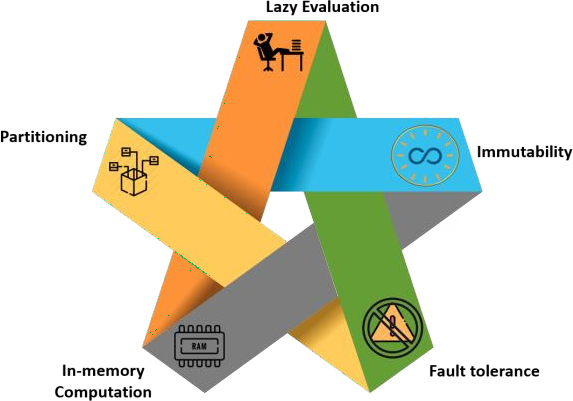 Lazy Evaluation
Partitioning
Immutability
RAM
In-memory
Computation
Fault tolerance